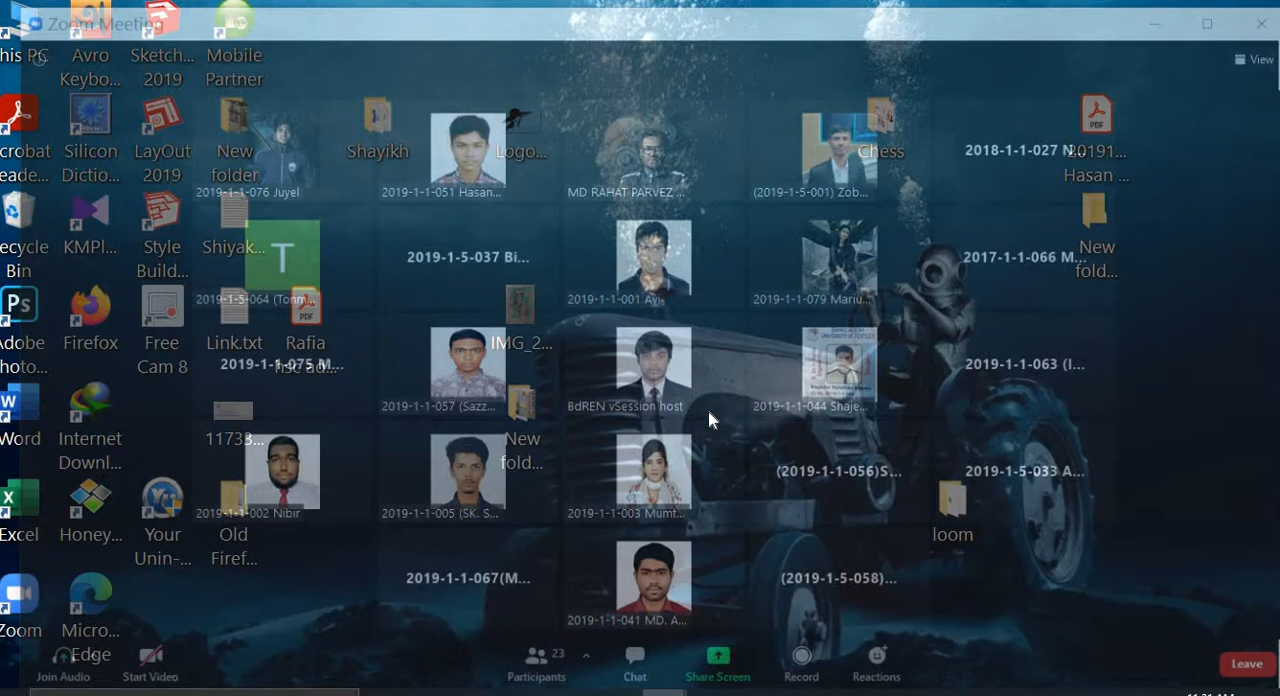 Zoom Meeting
View
his PC
Avro
Keybo...
Sketch...
2019
Mobile
Partner
crobat
eade...
Silicon
Dictio...
LayOut
2019
New
folder
Shayikh
Logo...
Chess
20191...
Hasan ...
PDF
2019-1-1-076 Juyel
2019-1-1-051 Hasan...
MD RAHAT PARVEZ ...
(2019-1-5-001) Zob...
2018-1-1-027
ecycle
Bin
KMPl...
Style
Build...
Shiyak...
T
2019-1-5-037 Bi...
2017-1-1-066 M...
New
fold...
2019-1-5-064 (Tonm...
2019-1-1-001 Avi
2019-1-1-079 Mariu...
Ps
PDF
dobe
hoto...
Firefox
Free
Cam 8
Link.txt
Rafia
IMG_2...
2019-1-1-075 M...
BANGLADESH
UNIVERSITY OF TEXTILES
2019-1-1-063 (I...
2019-1-1-057 (Sazz...
BdREN vSession host
2019-1-1-044 Shaje...
W
Word
Internet
Downl...
11733...
New
fold...
(2019-1-1-056)S...
2019-1-5-033 A...
X
Excel
Honey...
Your
Unin-...
Old
Firef...
loom
2019-1-1-002 Nibir
2019-1-1-005 (SK. S...
2019-1-1-003 Mumt...
2019-1-1-067(M...
(2019-1-5-058)...
Zoom
Micro...
Edge
2019-1-1-041 MD. A...
Join Audio
Start Video
23
Participants
Chat
Share Screen
Record
Reactions
Leave